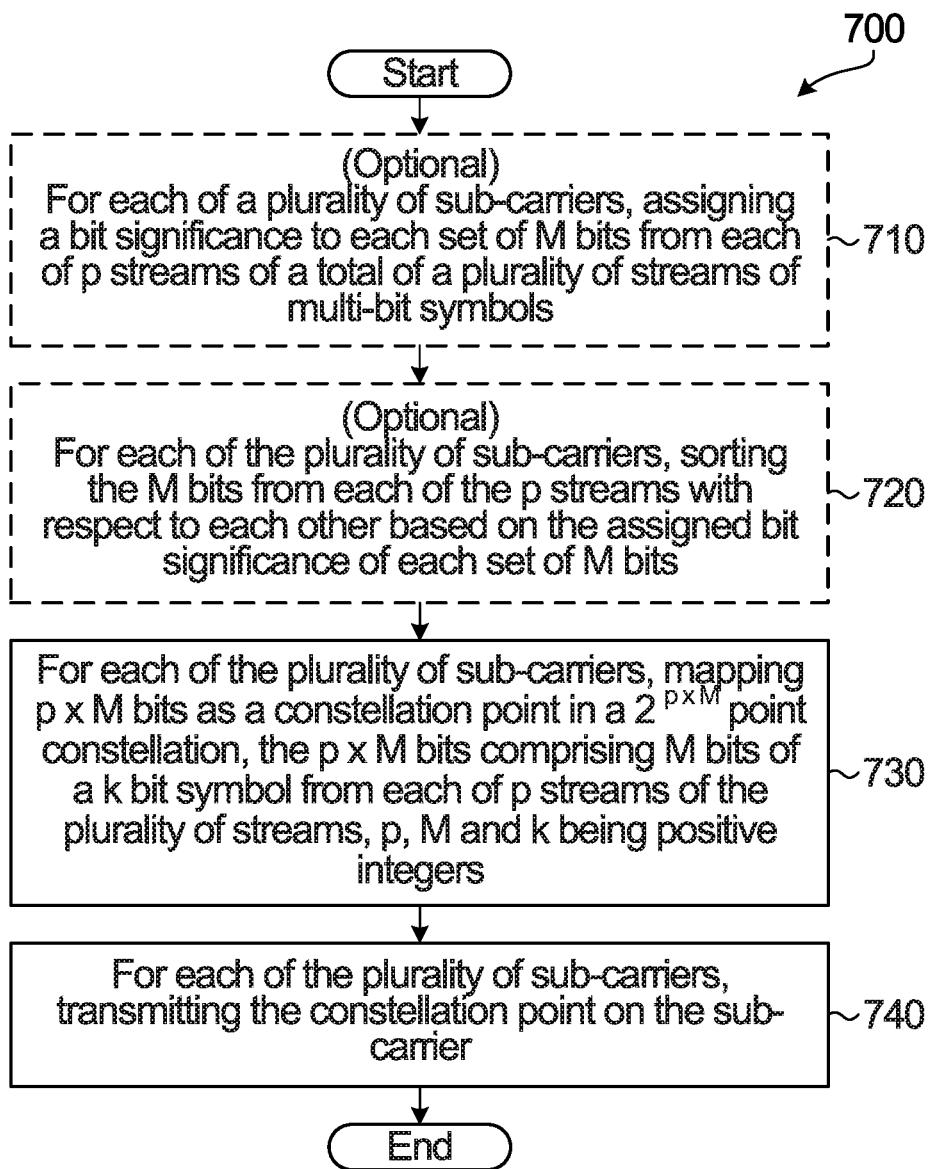 700
Start
(Optional)
For each of a plurality of sub-carriers, assigning
a bit significance to each set of M bits from each
of p streams of a total of a plurality of streams of
multi-bit symbols
710
(Optional)
For each of the plurality of sub-carriers, sorting
the M bits from each of the p streams with
respect to each other based on the assigned bit
significance of each set of M bits
720
For each of the plurality of sub-carriers, mapping
p x M bits as a constellation point in a 2 p x M point
constellation, the p x M bits comprising M bits of
a k bit symbol from each of p streams of the
plurality of streams, p, M and k being positive
integers
730
For each of the plurality of sub-carriers,
transmitting the constellation point on the sub-
carrier
740
End